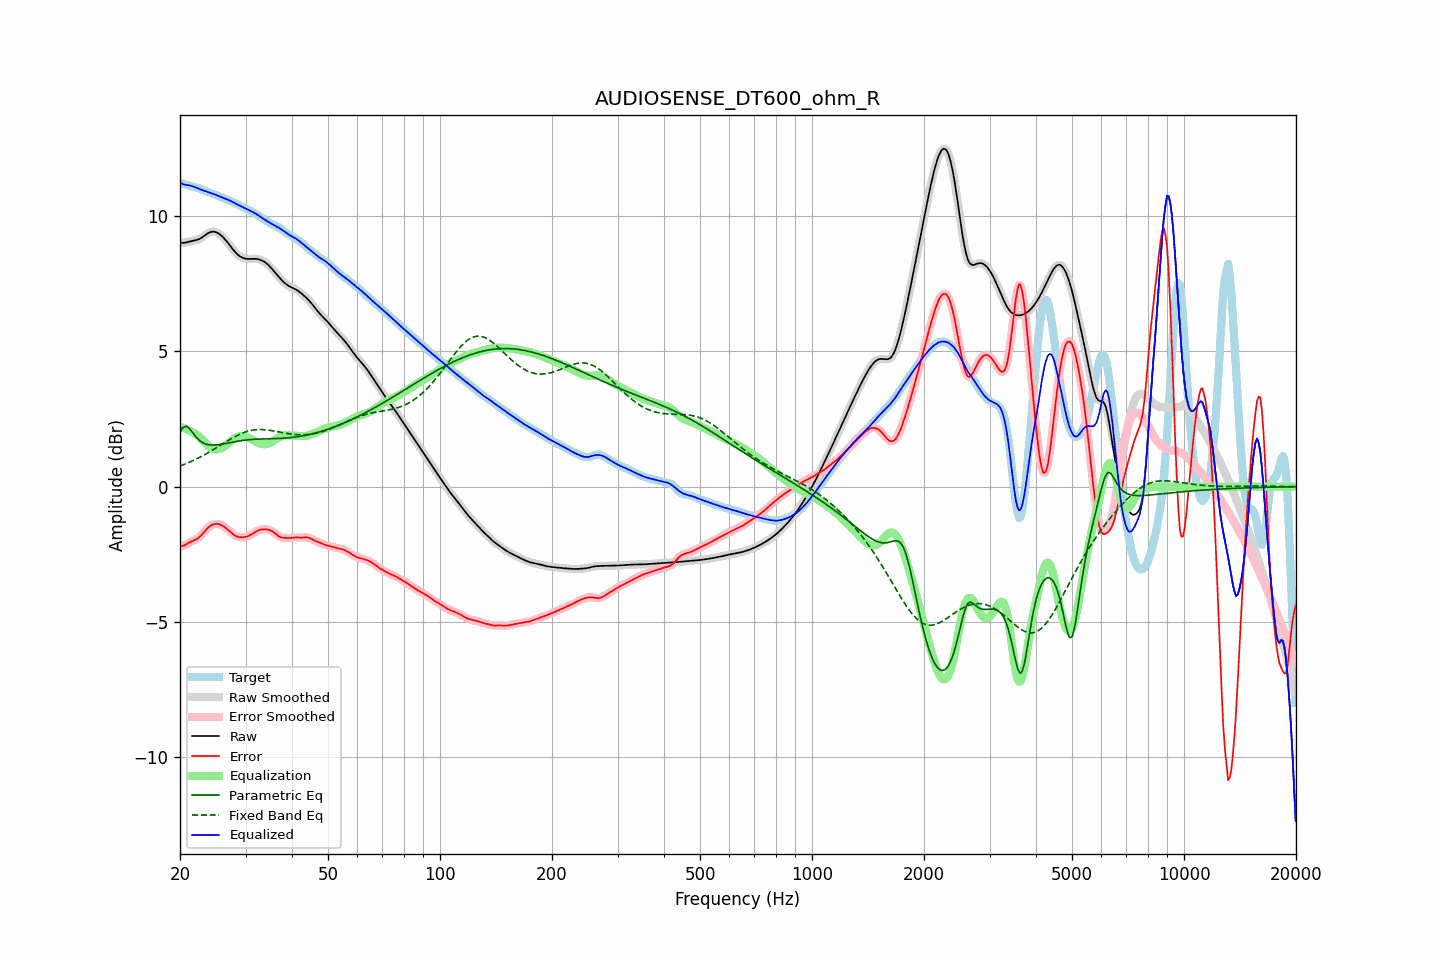 AUDIOSENSE_DT600_ohm_R
Amplitude (dBr)
10
5
0
−5
−10
Target
Raw Smoothed
Error Smoothed
Raw
Error
Equalization
Parametric Eq
Fixed Band Eq
Equalized
20 50 100 200 500 1000 2000 5000 10000 20000
Frequency (Hz)